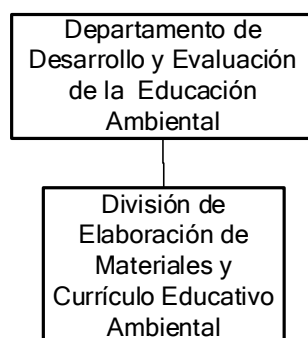 Departamento de
Desarrollo y Evaluación
de la Educación
Ambiental
División de
Elaboración de
Materiales y
Currículo Educativo
Ambiental